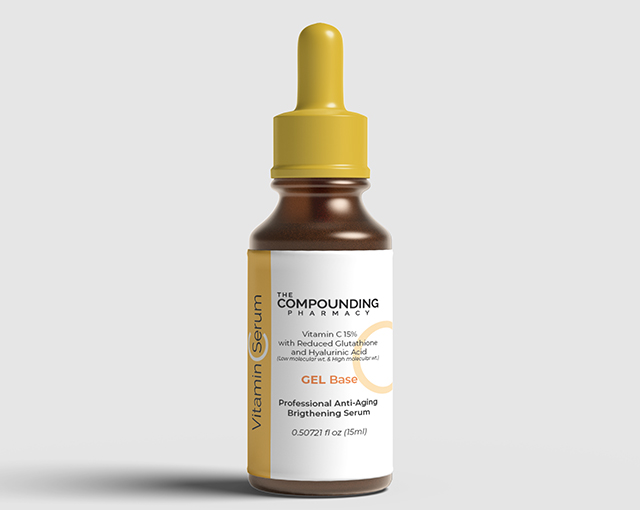 THE
COMPOUNDING
PHARMACY
Vitamin C 15%
with Reduced Glutathione
and Hyalurinic Acid
(Low molecular wt. & High molecular wt.)
GEL Base
Professional Anti-Aging
Brigthening Serum
0.50721 fl oz (15ml)
Vitamin C Serum